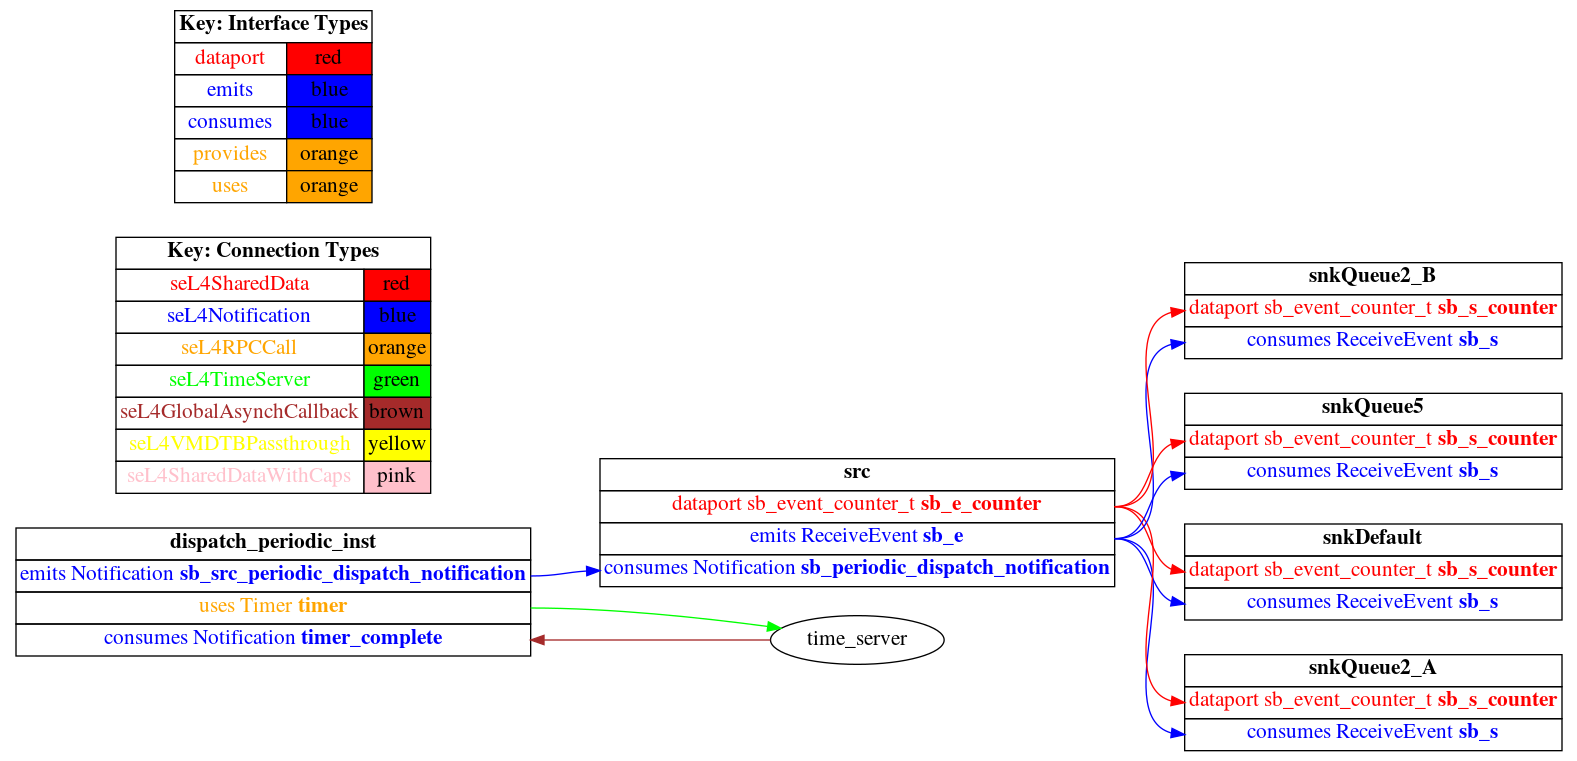 Key: Interface Types
dataport red
emits blue
consumes blue
provides orange
uses orange
Key: Connection Types
seL4SharedData red
seL4Notification blue
seL4RPCCall orange
seL4TimeServer green
seL4GlobalAsynchCallback brown
seL4VMDTBPassthrough yellow
seL4SharedDataWithCaps pink
dispatch_periodic_inst
emits Notification sb_src_periodic_dispatch_notification
uses Timer timer
consumes Notification timer_complete
src
dataport sb_event_counter_t sb_e_counter
emits ReceiveEvent sb_e
consumes Notification sb_periodic_dispatch_notification
time_server
snkQueue2_B
dataport sb_event_counter_t sb_s_counter
consumes ReceiveEvent sb_s
snkQueue5
dataport sb_event_counter_t sb_s_counter
consumes ReceiveEvent sb_s
snkDefault
dataport sb_event_counter_t sb_s_counter
consumes ReceiveEvent sb_s
snkQueue2_A
dataport sb_event_counter_t sb_s_counter
consumes ReceiveEvent sb_s